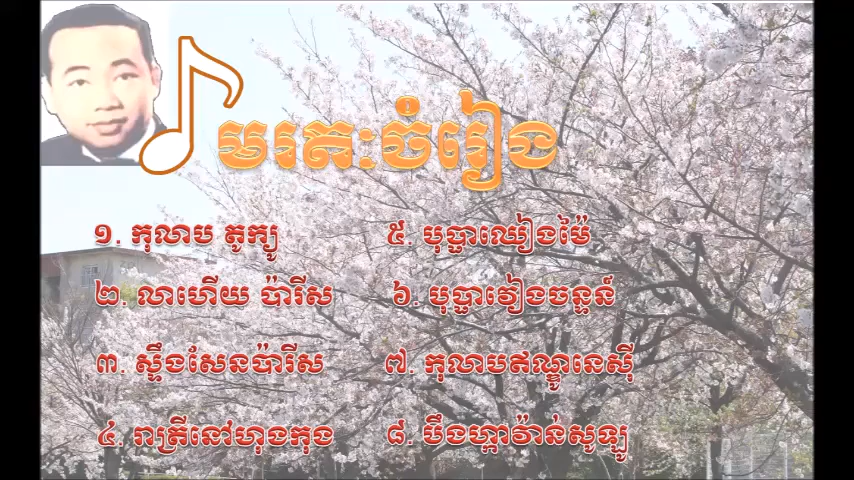 មរតៈចំរៀង
១. កុលាប តូក្យូ
២. លាហើយ ប៉ារីស
៣. ស្ទឹងសែនប៉ារីស
៤. រាត្រីនៅហុងកុង
៥. បុប្ផាឈៀងម៉ៃ
៦. បុប្ផាវៀងចន្ទន៍
៧. កុលាបឥណ្ឌូនេស៊ី
៨. បឹងហ្កាវ៉ាន់សូឡូ